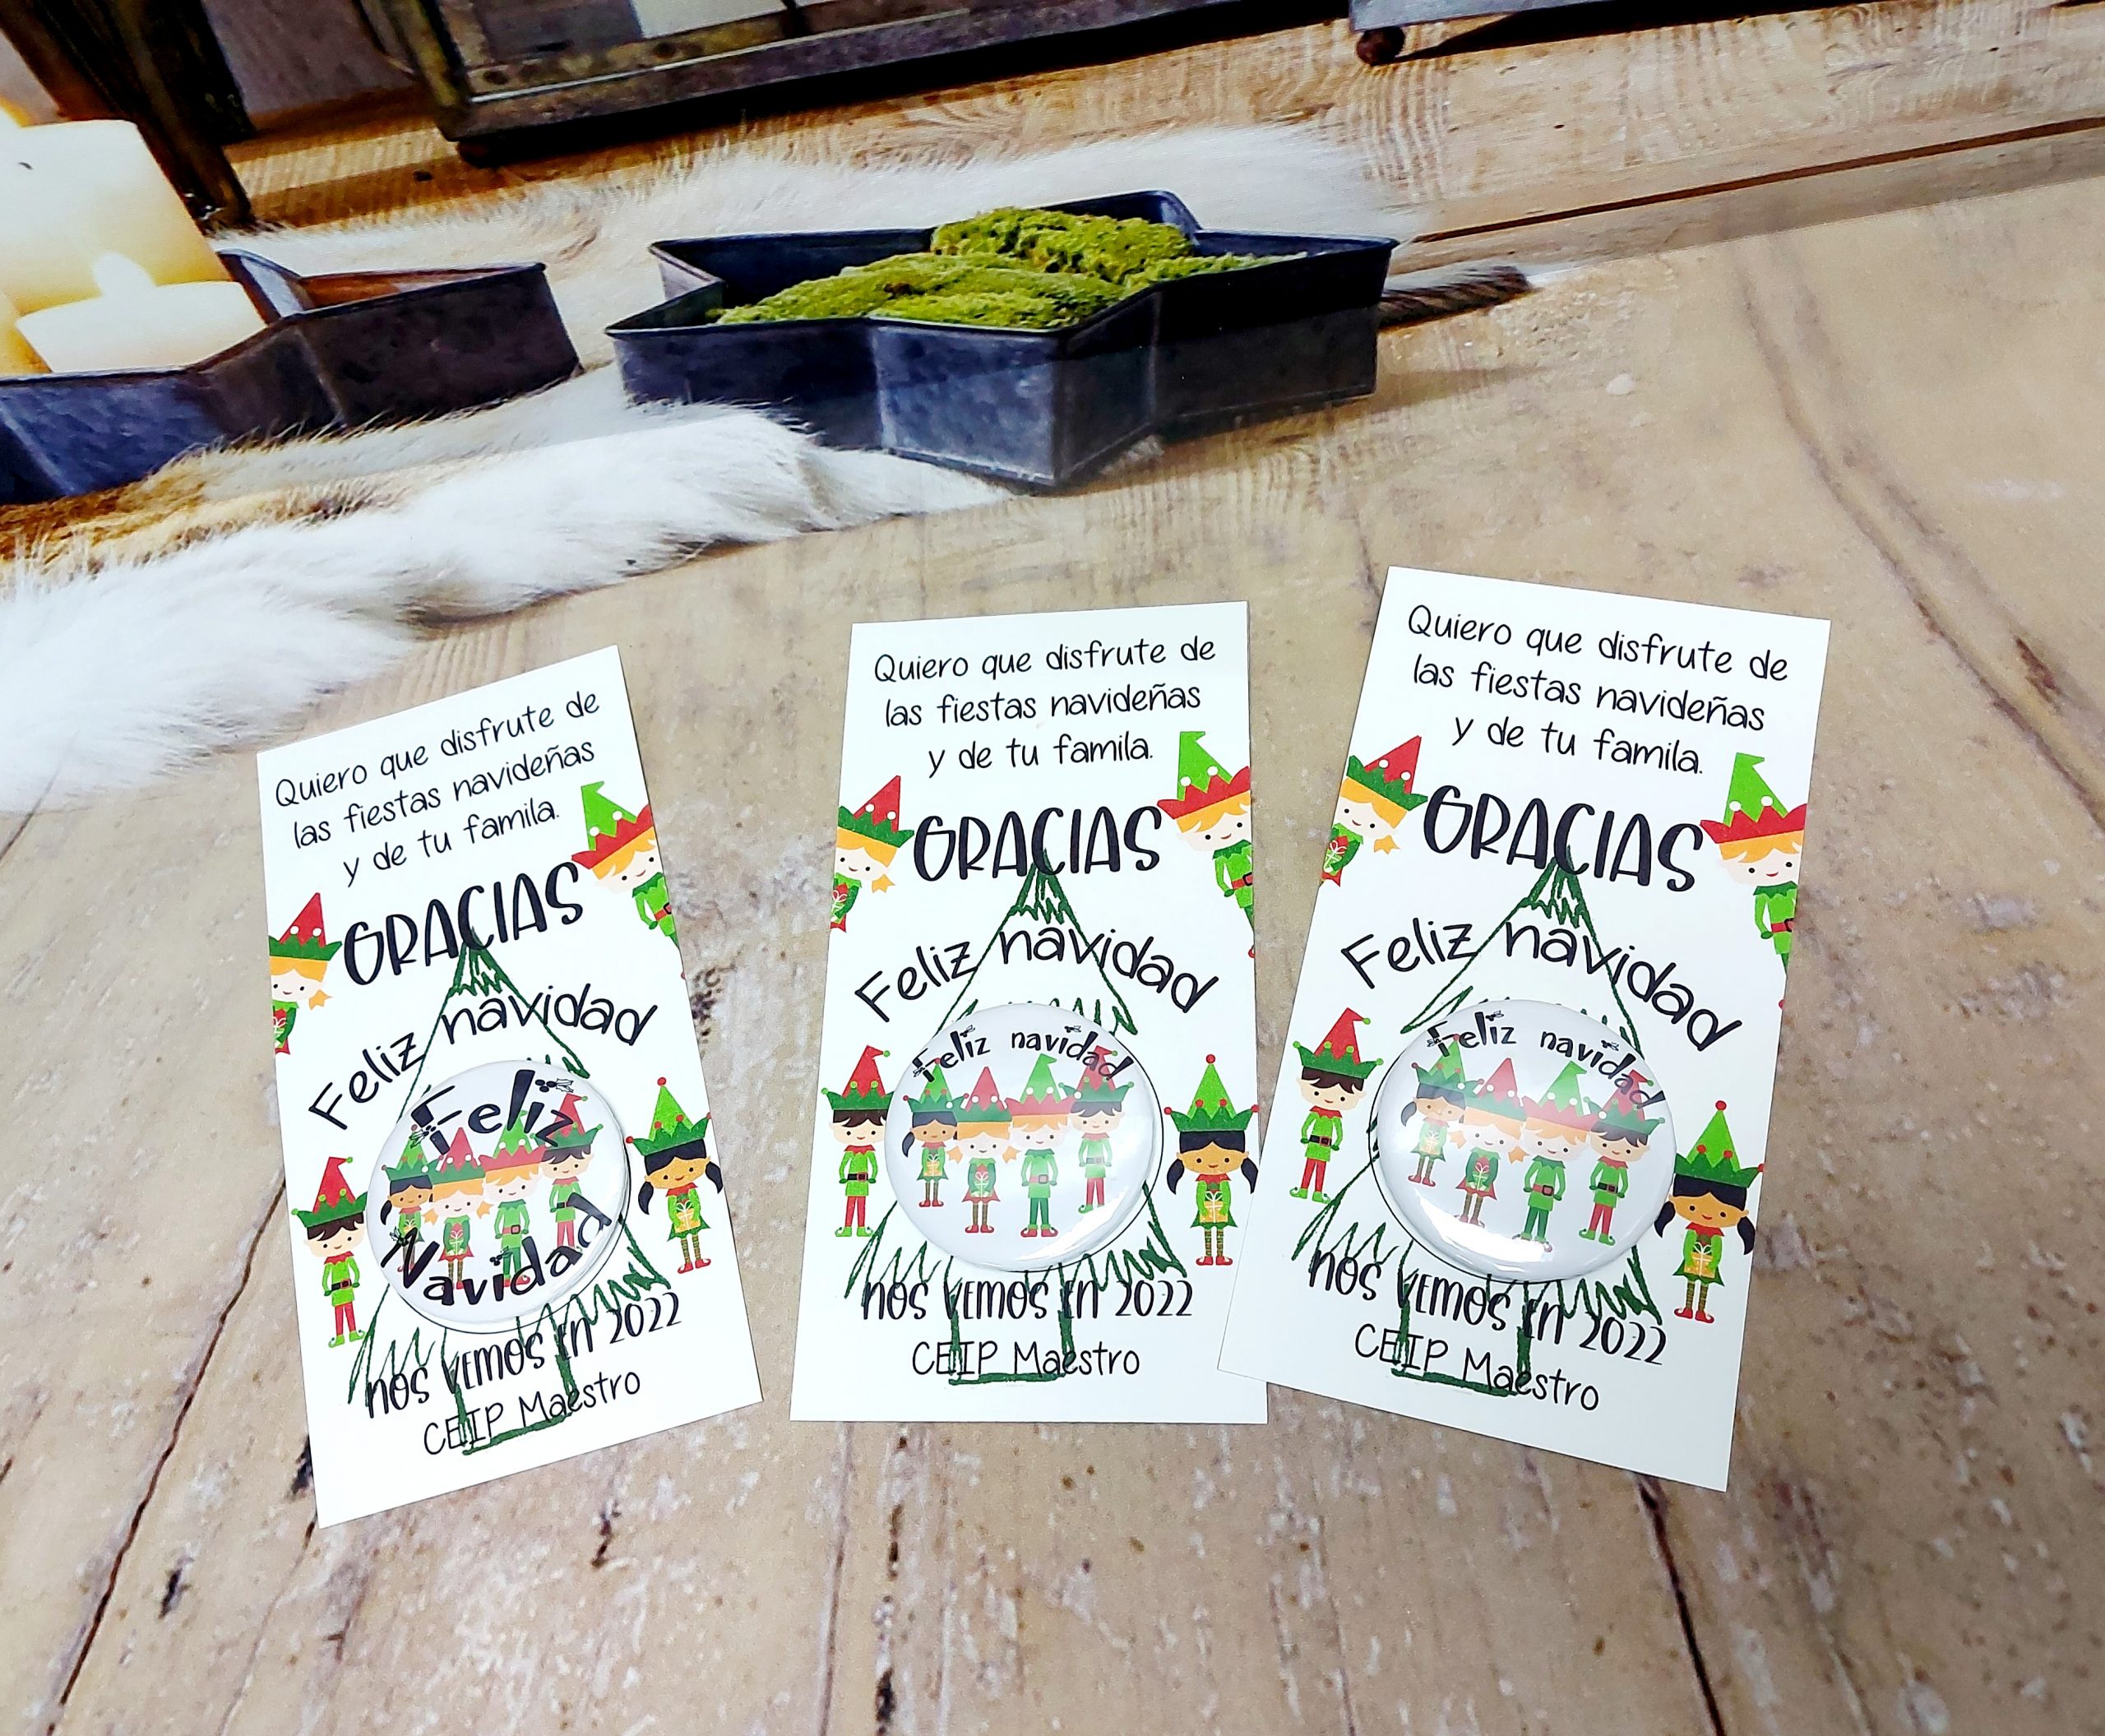 Quiero que disfrute de
las fiestas navideñas
y de tu famila.
GRACIAS
Feliz navidad
Feliz
Navidad
nos vemos en 2022
CEIP Maestro
Quiero que disfrute de
las fiestas navideñas
y de tu famila.
GRACIAS
Feliz navidad
Feliz navidad
nos vemos en 2022
CEIP Maestro
Quiero que disfrute de
las fiestas navideñas
y de tu famila.
GRACIAS
Feliz navidad
Feliz navidad
nos vemos en 2022
CEIP Maestro